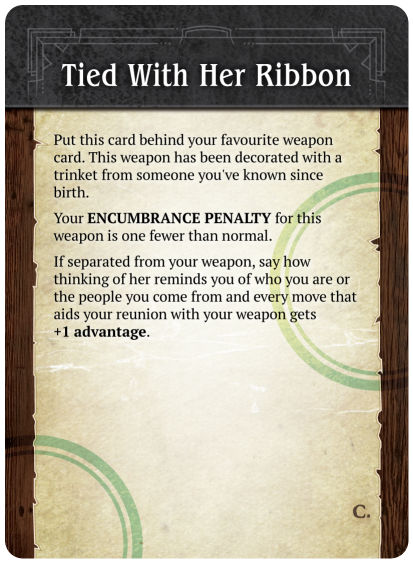 Tied With Her Ribbon
Put this card behind your favourite weapon
card. This weapon has been decorated with a
trinket from someone you've known since
birth.
Your ENCUMBRANCE PENALTY for this
weapon is one fewer than normal.
If separated from your weapon, say how
thinking of her reminds you of who you are or
the people you come from and every move that
aids your reunion with your weapon gets
+1 advantage.
C.